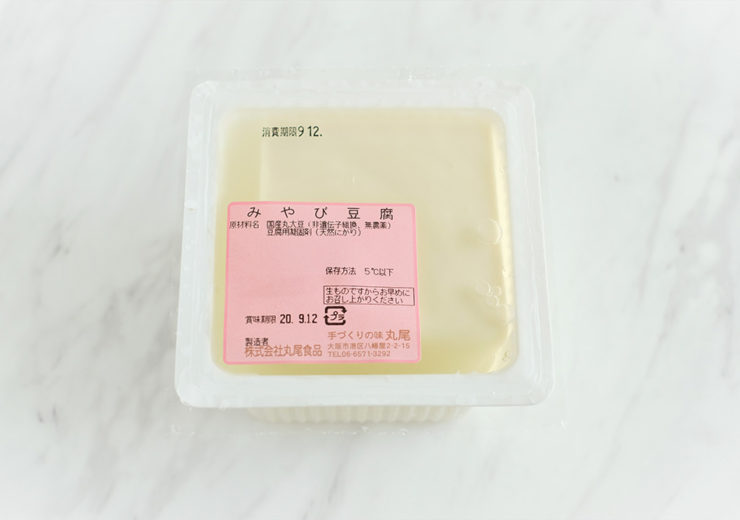 消費期限9 12.
みやび豆腐
原材料名 国産丸大豆（非遺伝子組換、無農薬）
豆腐用凝固剤（天然にがり）
保存方法 5℃以下
生ものですからお早めに
お召し上がりください
賞味期限 20. 9.12
プラ
製造者
手づくりの味 丸尾
株式会社丸尾食品
大阪市港区八幡屋2-2-15
TEL06-6571-3292